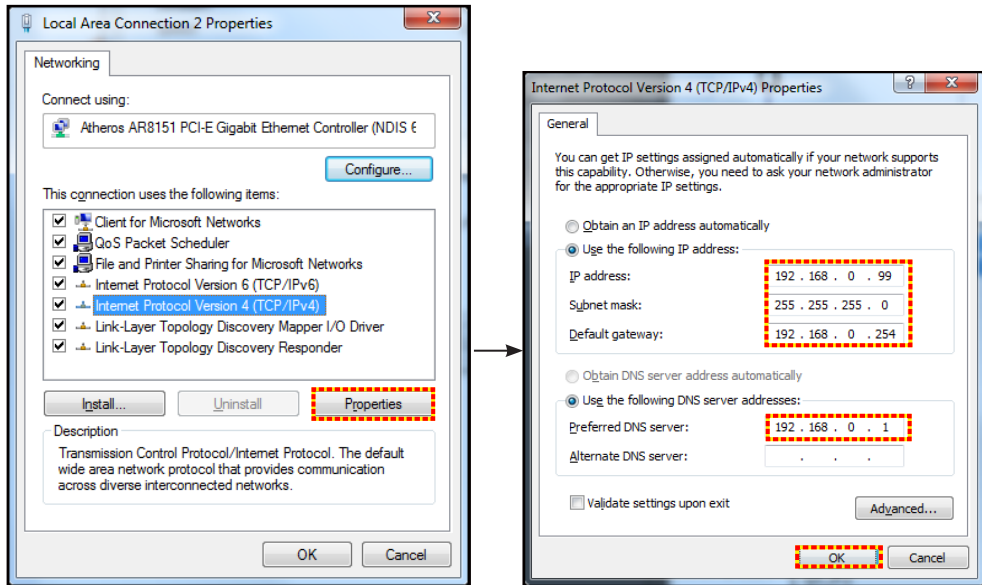 Local Area Connection 2 Properties
Networking
Connect using:
Atheros AR8151 PCI-E Gigabit Ethernet Controller (NDIS 6
Configure...
This connection uses the following items:
Client for Microsoft Networks
QoS Packet Scheduler
File and Printer Sharing for Microsoft Networks
Internet Protocol Version 6 (TCP/IPv6)
Internet Protocol Version 4 (TCP/IPv4)
Link-Layer Topology Discovery Mapper I/O Driver
Link-Layer Topology Discovery Responder
Install... Uninstall Properties
Description
Transmission Control Protocol/Internet Protocol. The default
wide area network protocol that provides communication
across diverse interconnected networks.
OK Cancel
Internet Protocol Version 4 (TCP/IPv4) Properties
General
You can get IP settings assigned automatically if your network supports
this capability. Otherwise, you need to ask your network administrator
for the appropriate IP settings.
Obtain an IP address automatically
Use the following IP address:
IP address: 192 . 168 . 0 . 99
Subnet mask: 255 . 255 . 255 . 0
Default gateway: 192 . 168 . 0 . 254
Obtain DNS server address automatically
Use the following DNS server addresses:
Preferred DNS server: 192 . 168 . 0 . 1
Alternate DNS server: . . .
Validate settings upon exit
Advanced...
OK Cancel